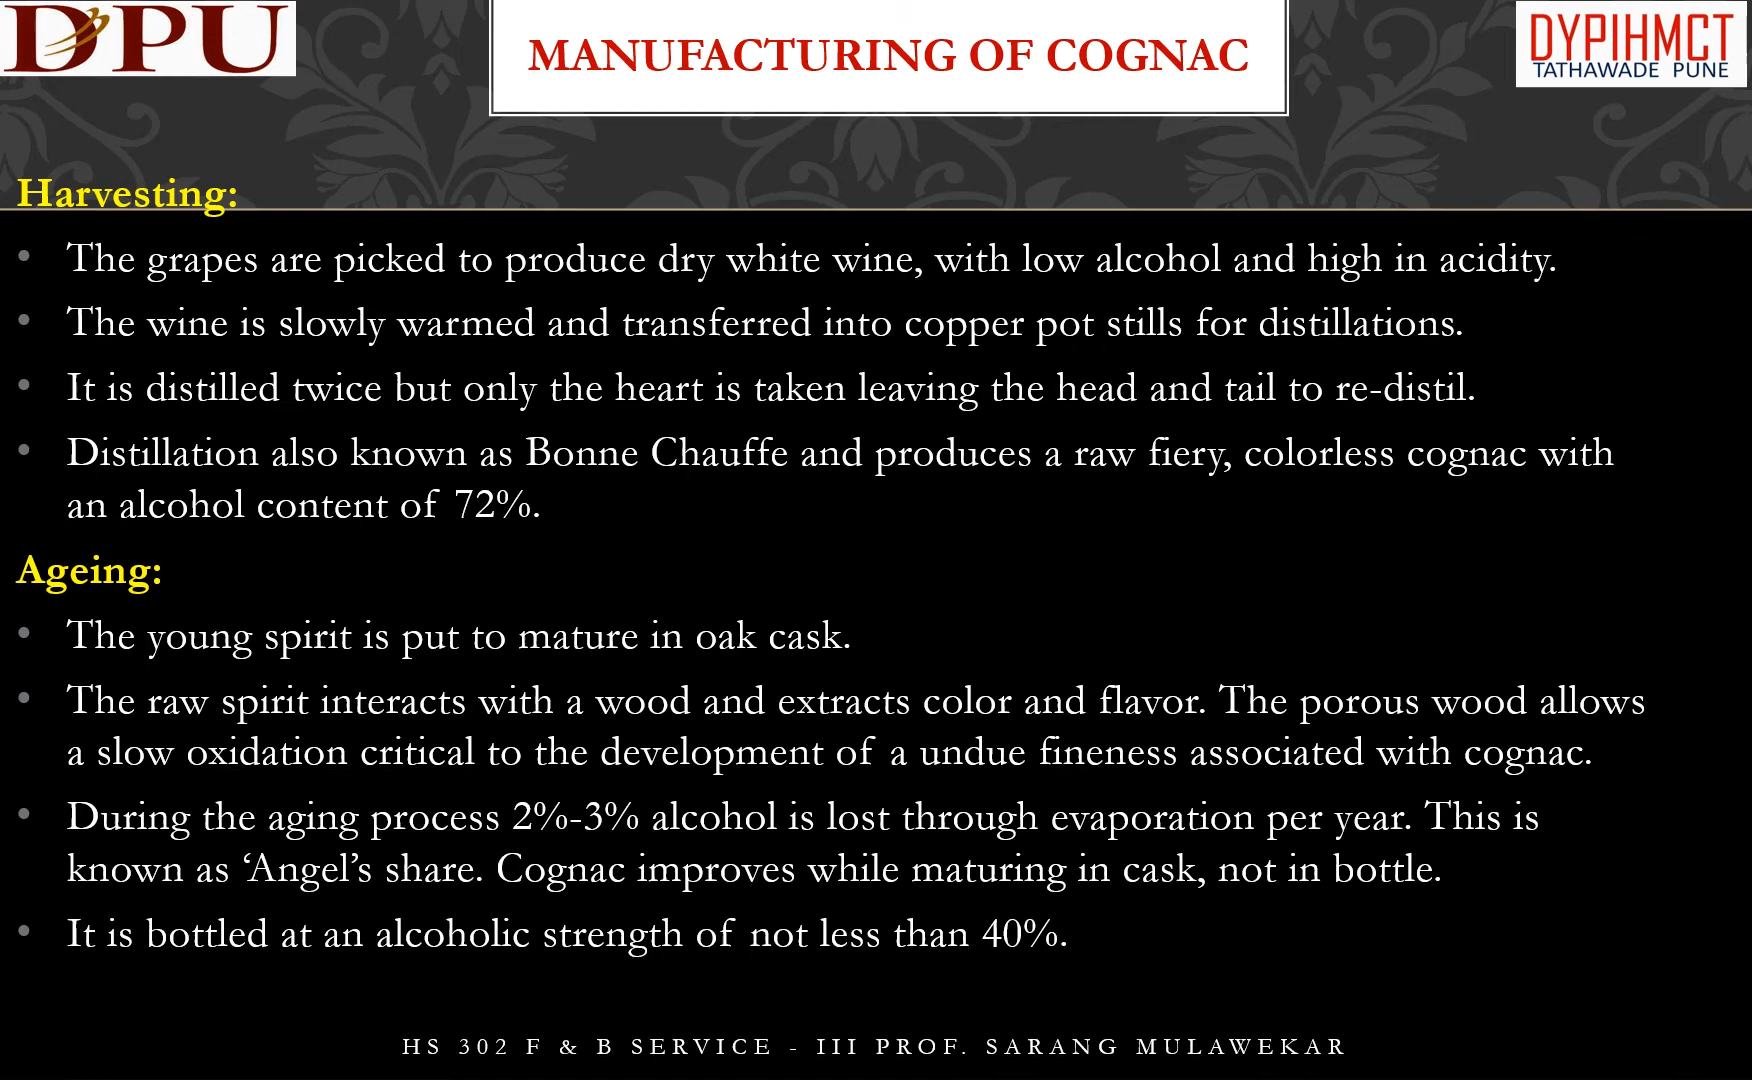 DPU
MANUFACTURING OF COGNAC
DYPIHMCT
TATHAWADE PUNE
Harvesting:
• The grapes are picked to produce dry white wine, with low alcohol and high in acidity.
• The wine is slowly warmed and transferred into copper pot stills for distillations.
• It is distilled twice but only the heart is taken leaving the head and tail to re-distil.
• Distillation also known as Bonne Chauffe and produces a raw fiery, colorless cognac with
an alcohol content of 72%.
Ageing:
• The young spirit is put to mature in oak cask.
• The raw spirit interacts with a wood and extracts color and flavor. The porous wood allows
a slow oxidation critical to the development of a undue fineness associated with cognac.
• During the aging process 2%-3% alcohol is lost through evaporation per year. This is
known as ‘Angel’s share. Cognac improves while maturing in cask, not in bottle.
• It is bottled at an alcoholic strength of not less than 40%.
HS 302 F & B SERVICE - III PROF. SARANG MULAWEKAR